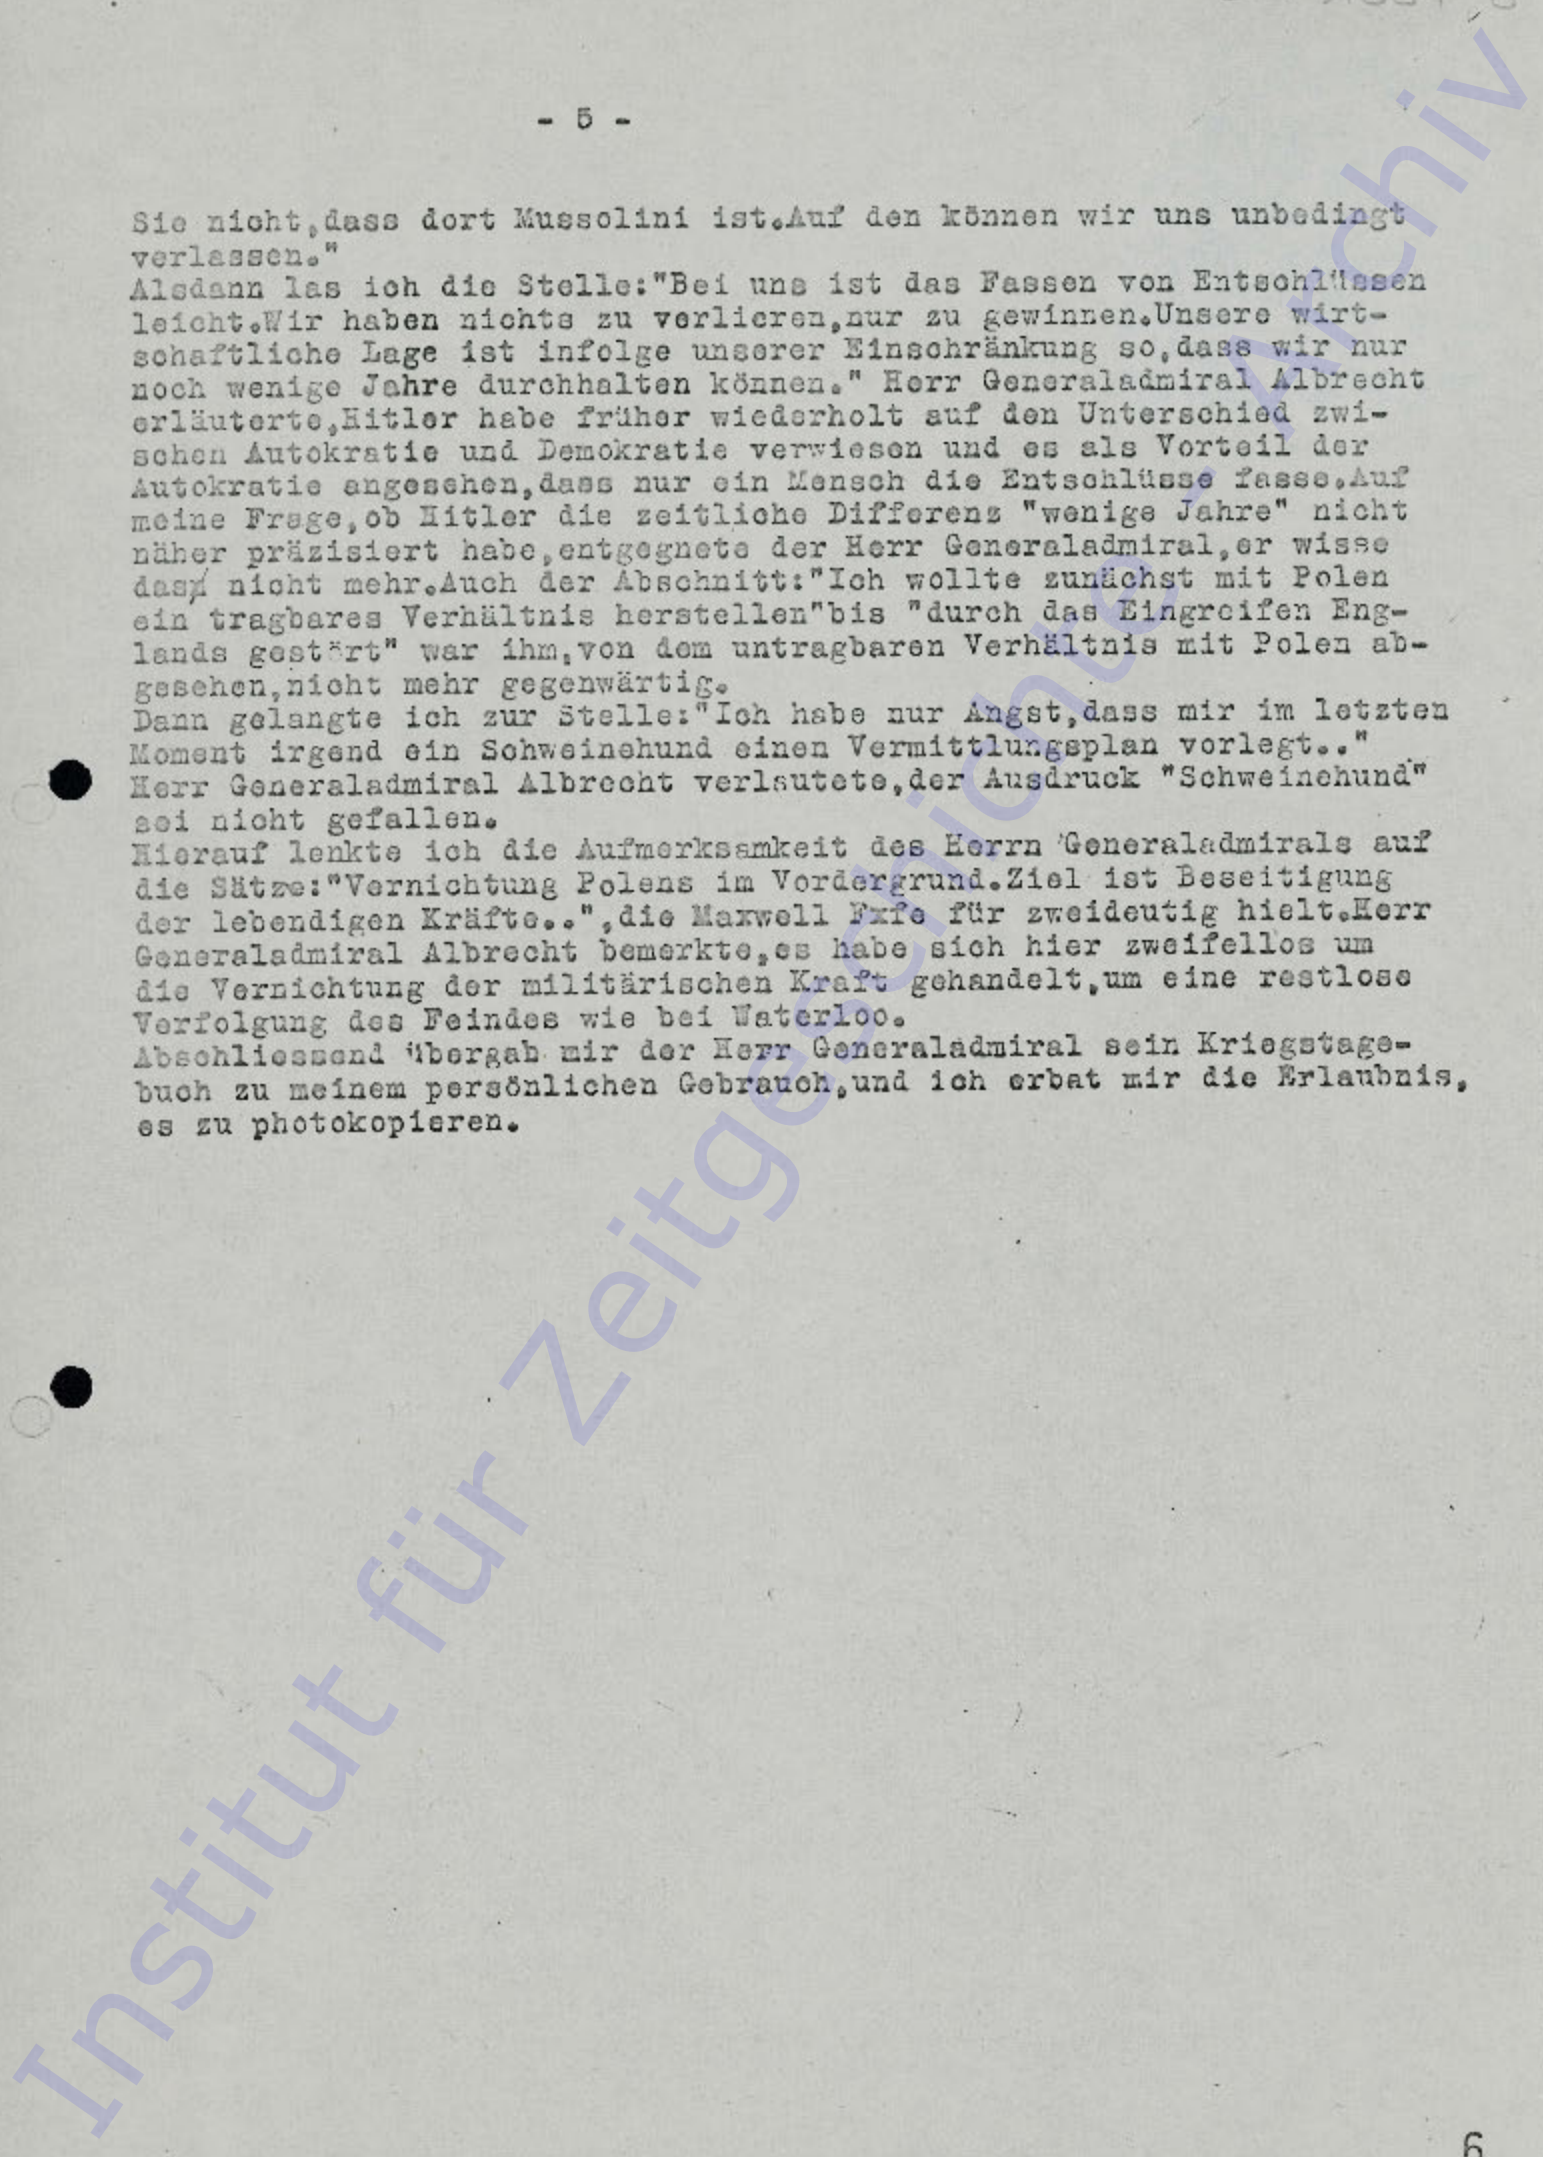 - 5 -
Sie nicht,dass dort Mussolini ist.Auf den können wir uns unbedingt
verlassen."
Alsdann las ich die Stelle:"Bei uns ist das Fassen von Entschlüssen
leicht.Wir haben nichts zu verlieren,nur zu gewinnen.Unsere wirt-
schaftliche Lage ist infolge unserer Einschränkung so,dass wir nur
noch wenige Jahre durchhalten können." Herr Generaladmiral Albrecht
erläuterte,Hitler habe früher wiederholt auf den Unterschied zwi-
schen Autokratie und Demokratie verwiesen und es als Vorteil der
Autokratie angesehen,dass nur ein Mensch die Entschlüsse fasse.Auf
meine Frage,ob Hitler die zeitliche Differenz "wenige Jahre" nicht
näher präzisiert habe,entgegnete der Herr Generaladmiral,er wisse
das nicht mehr.Auch der Abschnitt:"Ich wollte zunächst mit Polen
ein tragbares Verhältnis herstellen"bis "durch das Eingreifen Eng-
lands gestört" war ihm,von dem untragbaren Verhältnis mit Polen ab-
gesehen,nicht mehr gegenwärtig.
Dann gelangte ich zur Stelle:"Ich habe nur Angst,dass mir im letzten
Moment irgend ein Schweinehund einen Vermittlungsplan vorlegt.."
Herr Generaladmiral Albrecht verlautete,der Ausdruck "Schweinehund"
sei nicht gefallen.
Hierauf lenkte ich die Aufmerksamkeit des Herrn Generaladmirals auf
die Sätze:"Vernichtung Polens im Vordergrund.Ziel ist Beseitigung
der lebendigen Kräfte..",die Maxwell Fxfe für zweideutig hielt.Herr
Generaladmiral Albrecht bemerkte,es habe sich hier zweifellos um
die Vernichtung der militärischen Kraft gehandelt,um eine restlose
Verfolgung des Feindes wie bei Waterloo.
Abschliessend übergab mir der Herr Generaladmiral sein Kriegstage-
buch zu meinem persönlichen Gebrauch,und ich erbat mir die Erlaubnis,
es zu photokopieren.
Institut für Zeitgeschichte - Archiv
6